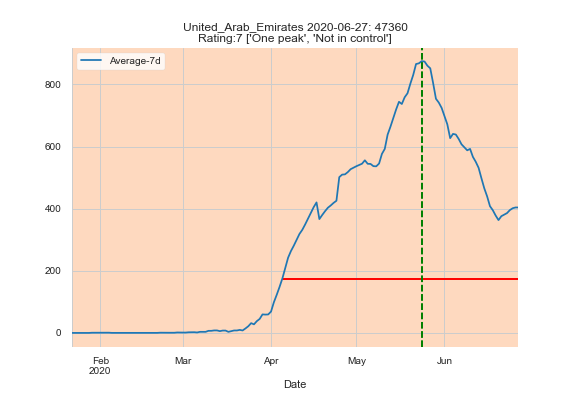 United_Arab_Emirates 2020-06-27: 47360
Rating:7 ['One peak', 'Not in control']
Average-7d
800
600
400
200
0
Feb
2020
Mar
Apr
May
Jun
Date